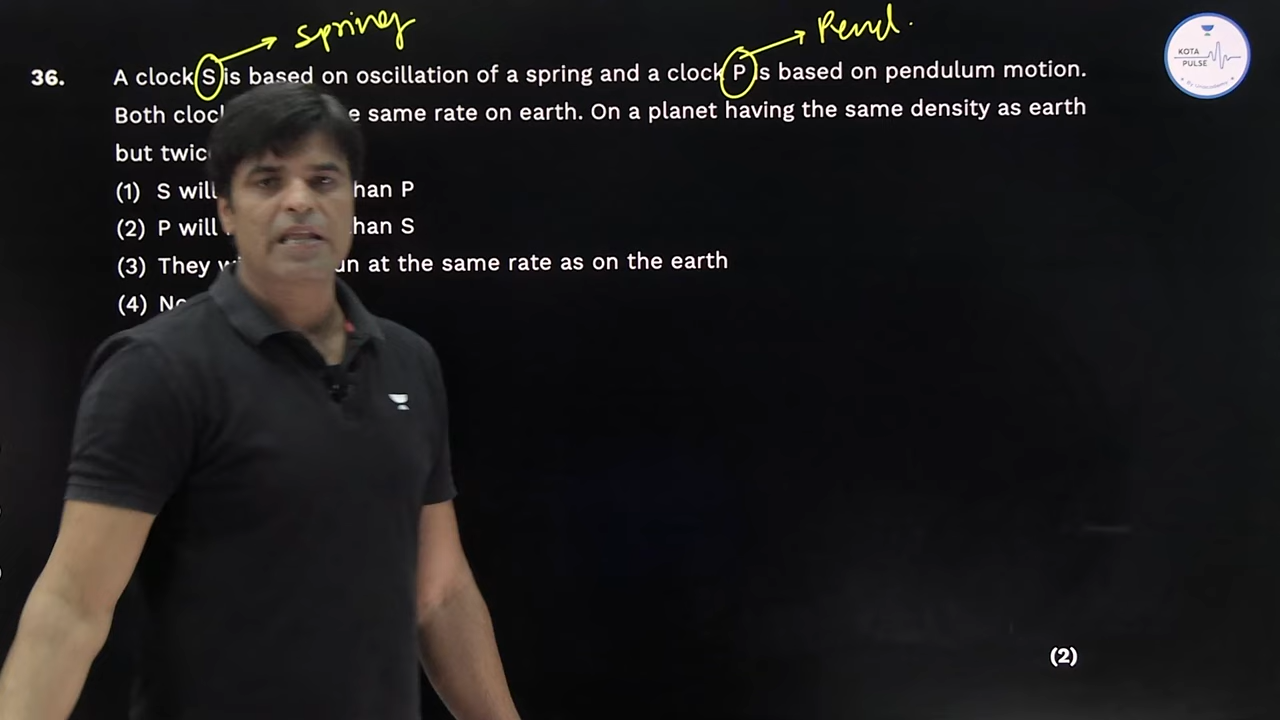 Spring
Pend.
KOTA
PULSE
By Unacademy
36. A clock S is based on oscillation of a spring and a clock P is based on pendulum motion.
Both cloc e same rate on earth. On a planet having the same density as earth
but twic
(1) S will han P
(2) P will han S
(3) They w un at the same rate as on the earth
(4) No
(2)